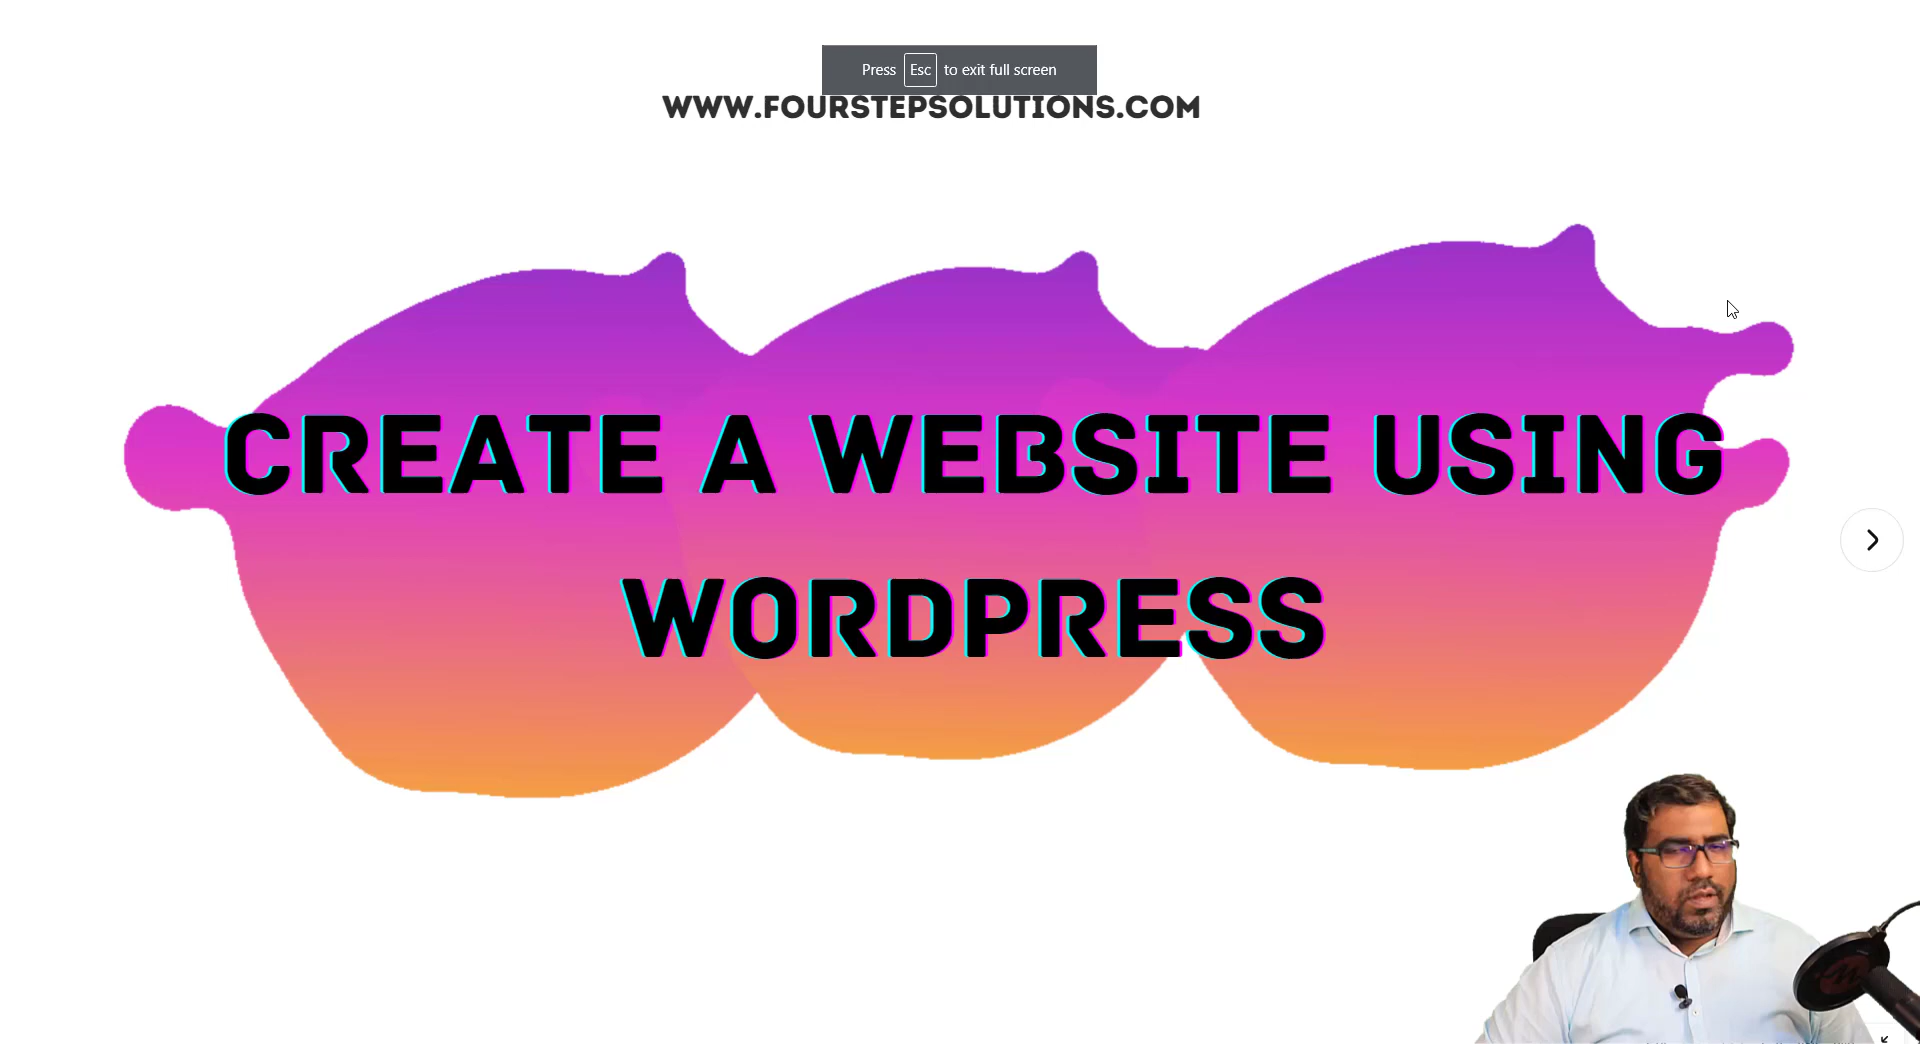 Press Esc to exit full screen
WWW.FOURSTEPSOLUTIONS.COM
CREATE A WEBSITE USING
WORDPRESS